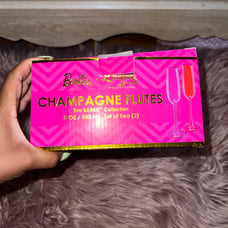 Barbie
CHAMPAGNE FLUTES
The BARBIE Collection
Set of Two (2)